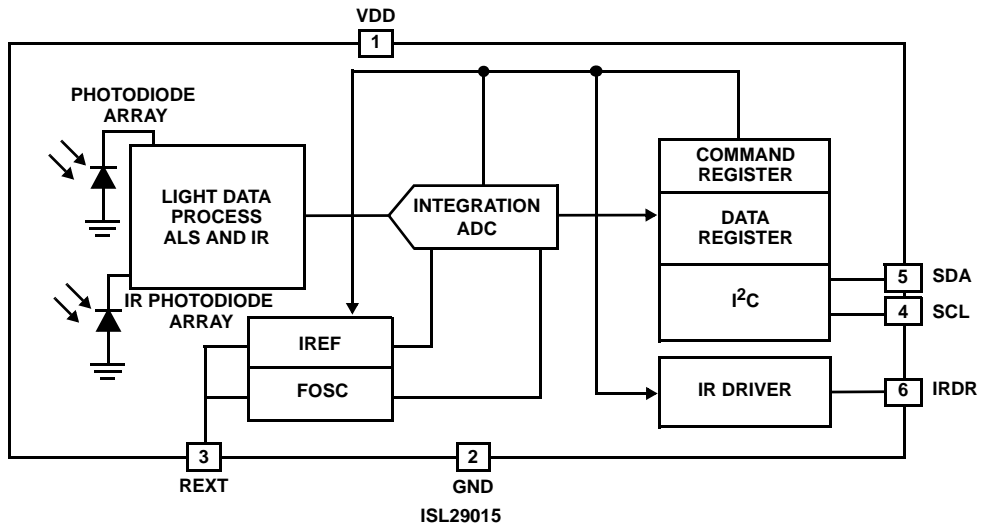 VDD
1
PHOTODIODE
ARRAY
LIGHT DATA
PROCESS
ALS AND IR
INTEGRATION
ADC
COMMAND
REGISTER
DATA
REGISTER
I²C
5 SDA
4 SCL
IR PHOTODIODE
ARRAY
IREF
FOSC
IR DRIVER
6 IRDR
3
REXT
2
GND
ISL29015